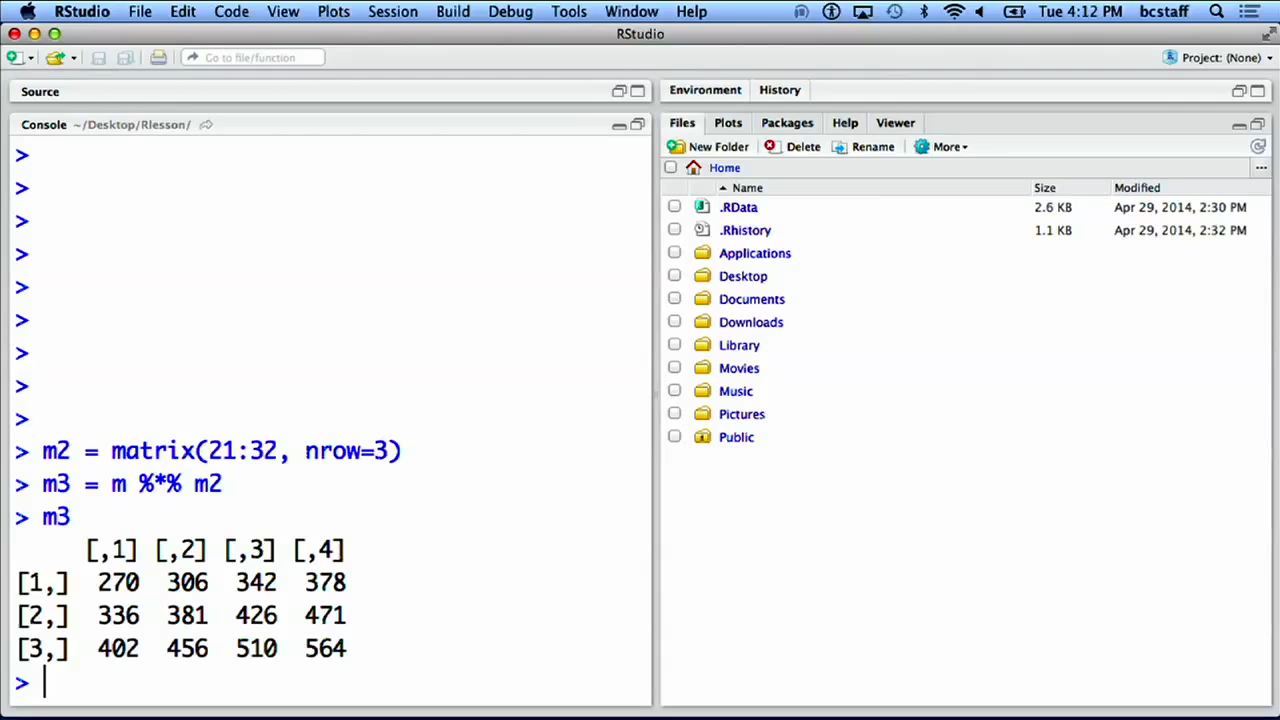 RStudio File Edit Code View Plots Session Build Debug Tools Window Help Tue 4:12 PM bcstaff
RStudio
Go to file/function Project: (None)
Source
Console ~/Desktop/Rlesson/
>
>
>
>
>
>
>
>
>
> m2 = matrix(21:32, nrow=3)
> m3 = m %*% m2
> m3
[,1] [,2] [,3] [,4]
[1,] 270 306 342 378
[2,] 336 381 426 471
[3,] 402 456 510 564
>
Environment History
Files Plots Packages Help Viewer
New Folder Delete Rename More
Home
Name Size Modified
.RData 2.6 KB Apr 29, 2014, 2:30 PM
.Rhistory 1.1 KB Apr 29, 2014, 2:32 PM
Applications
Desktop
Documents
Downloads
Library
Movies
Music
Pictures
Public